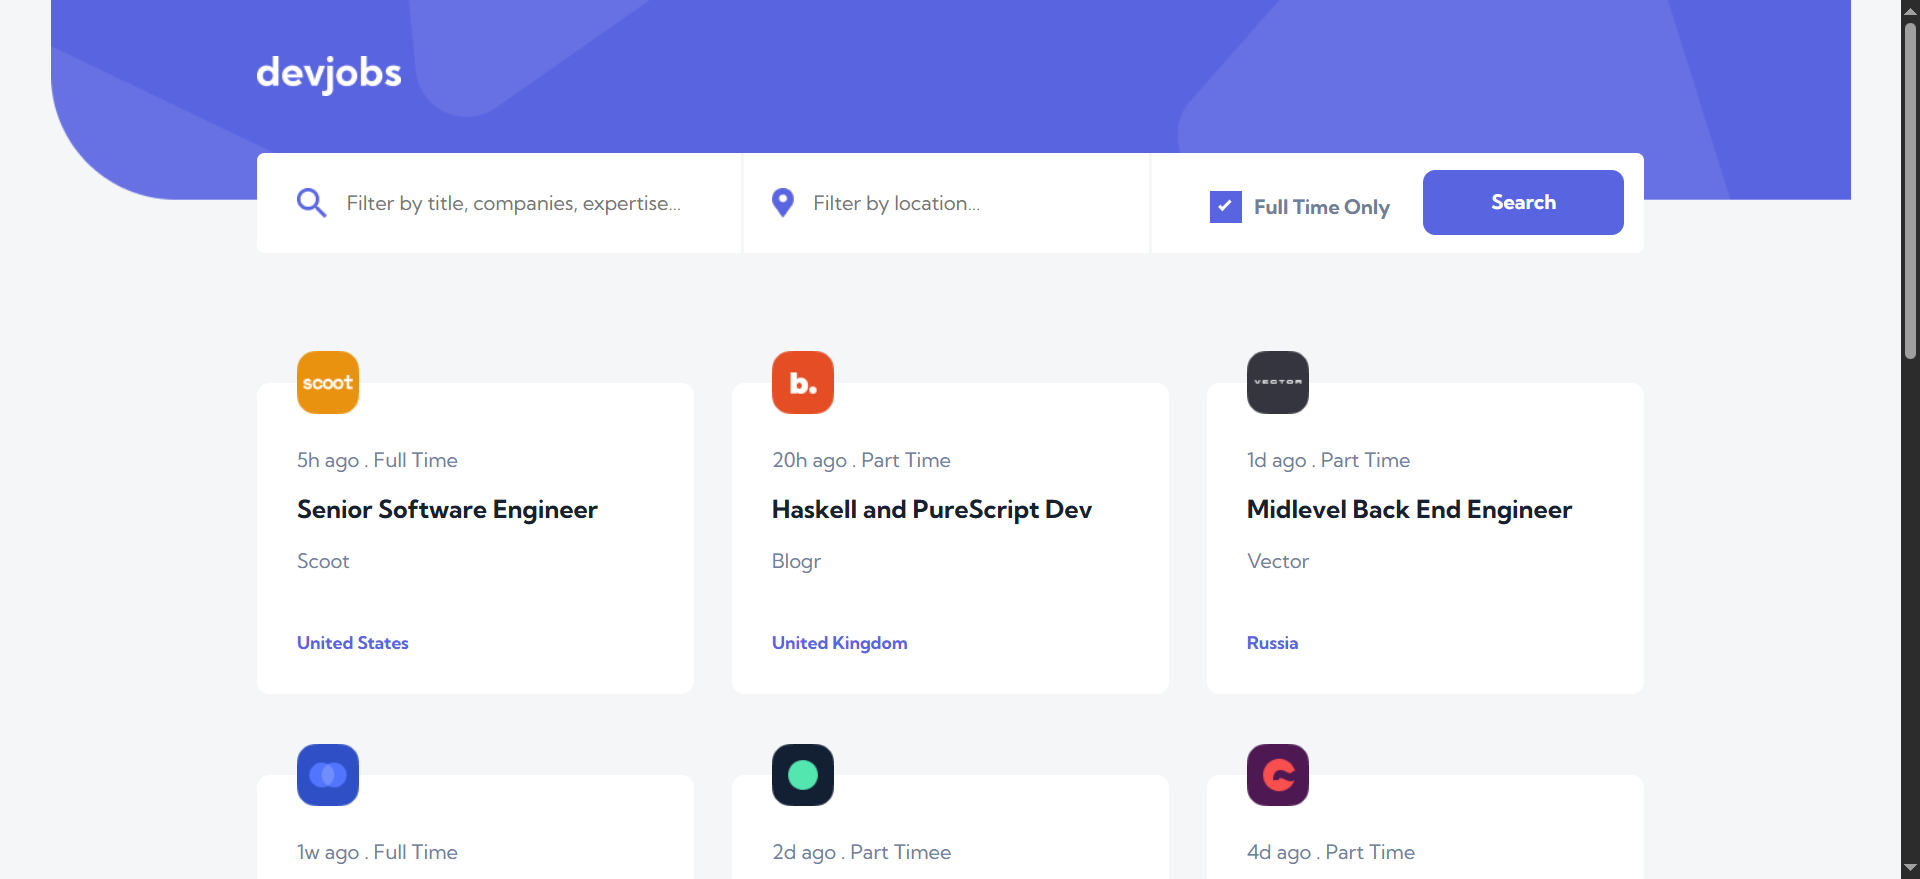 devjobs
Filter by title, companies, expertise...
Filter by location...
Full Time Only
Search
scoot
b.
VECTOR
5h ago . Full Time
20h ago . Part Time
1d ago . Part Time
Senior Software Engineer
Haskell and PureScript Dev
Midlevel Back End Engineer
Scoot
Blogr
Vector
United States
United Kingdom
Russia
1w ago . Full Time
2d ago . Part Timee
4d ago . Part Time